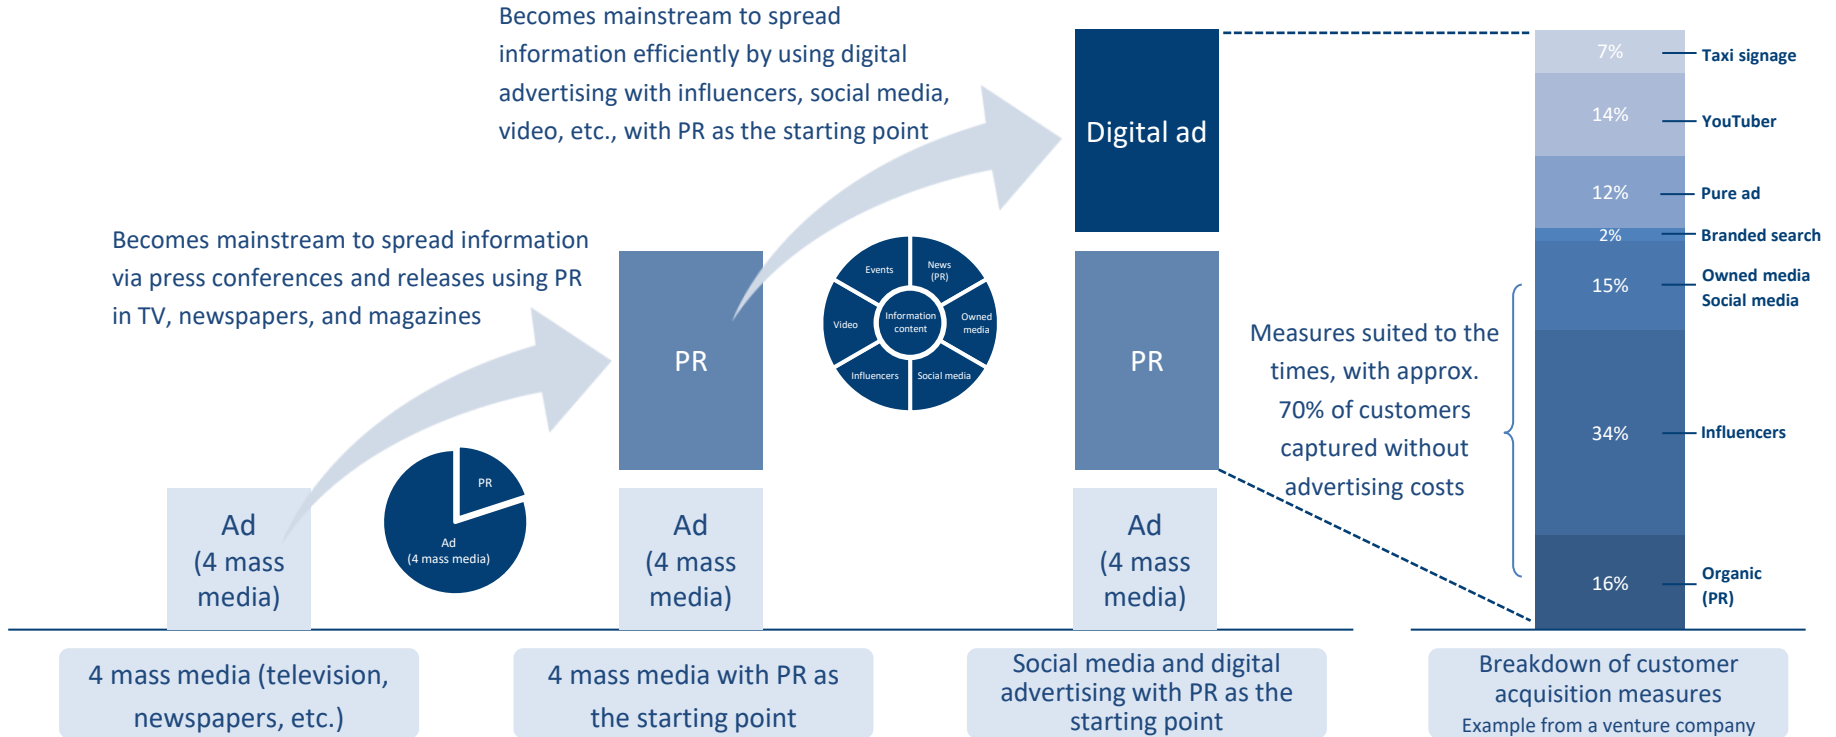 Becomes mainstream to spread
information efficiently by using digital
advertising with influencers, social media,
video, etc., with PR as the starting point
Becomes mainstream to spread information
via press conferences and releases using PR
in TV, newspapers, and magazines
Ad
(4 mass
media)
PR
Ad
(4 mass media)
PR
Ad
(4 mass
media)
Events
News
(PR)
Video
Information
content
Owned
media
Influencers
Social media
Digital ad
PR
Ad
(4 mass
media)
Measures suited to the
times, with approx.
70% of customers
captured without
advertising costs
7%
Taxi signage
14%
YouTuber
12%
Pure ad
2%
Branded search
15%
Owned media
Social media
34%
Influencers
16%
Organic
(PR)
4 mass media (television,
newspapers, etc.)
4 mass media with PR as
the starting point
Social media and digital
advertising with PR as the
starting point
Breakdown of customer
acquisition measures
Example from a venture company